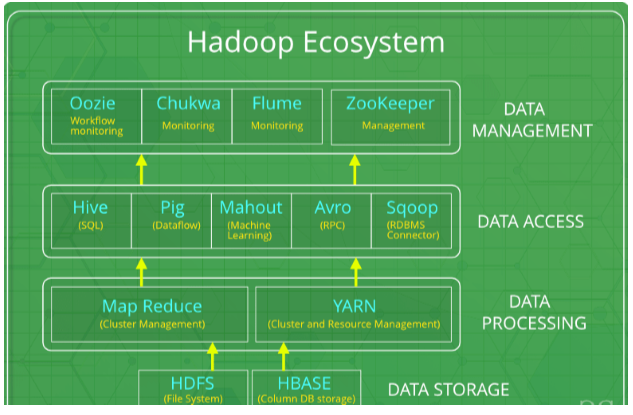 Hadoop Ecosystem
Oozie
Workflow
monitoring
Chukwa
Monitoring
Flume
Monitoring
ZooKeeper
Management
DATA
MANAGEMENT
Hive
(SQL)
Pig
(Dataflow)
Mahout
(Machine
Learning)
Avro
(RPC)
Sqoop
(RDBMS
Connector)
DATA ACCESS
Map Reduce
(Cluster Management)
YARN
(Cluster and Resource Management)
DATA
PROCESSING
HDFS
(File System)
HBASE
(Column DB storage)
DATA STORAGE